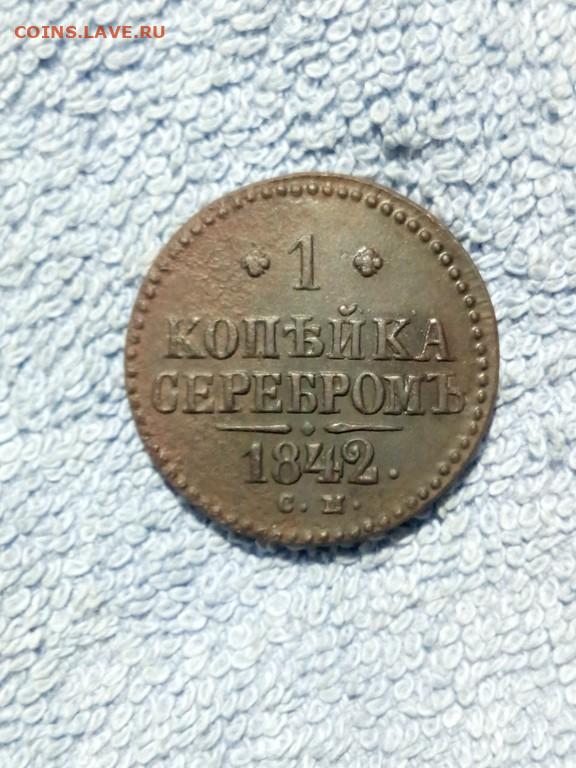 COINS.LAVE.RU
1
КОПѢЙКА
СЕРЕБРОМЪ
1842.
С. М.